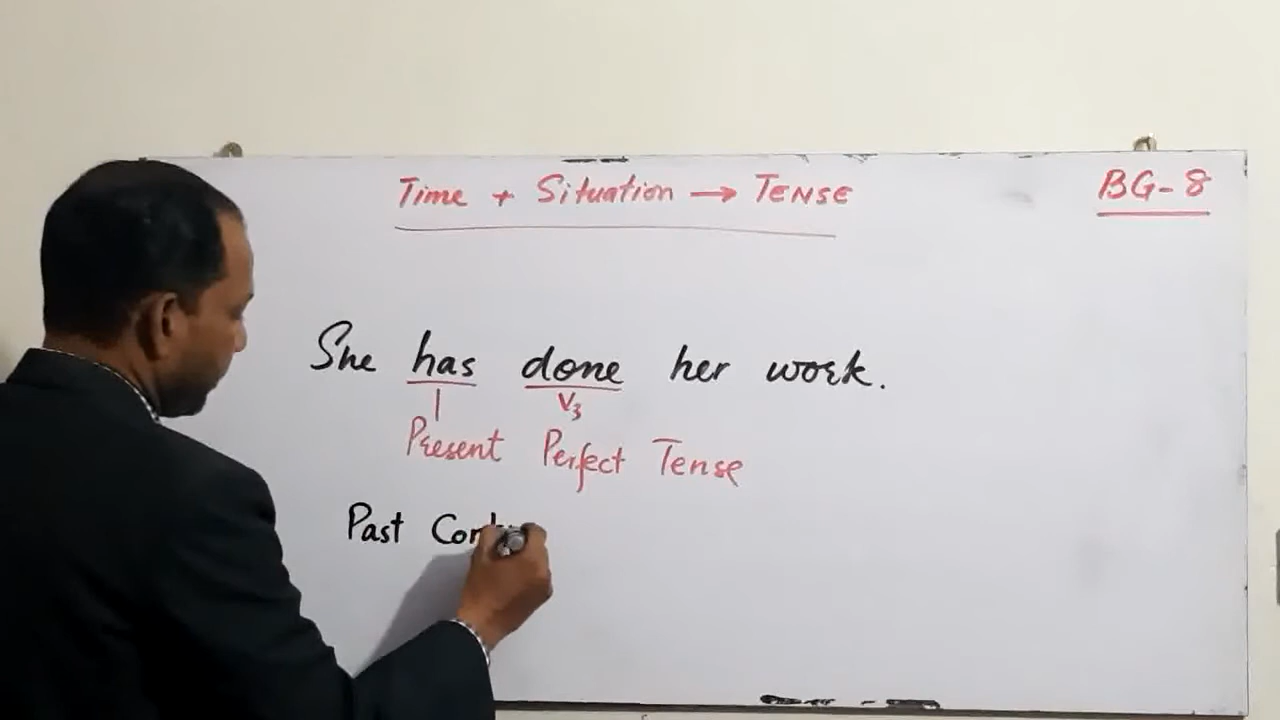 Time + Situation → TENSE
BG-8
She has done her work.
V3
Present Perfect Tense
Past